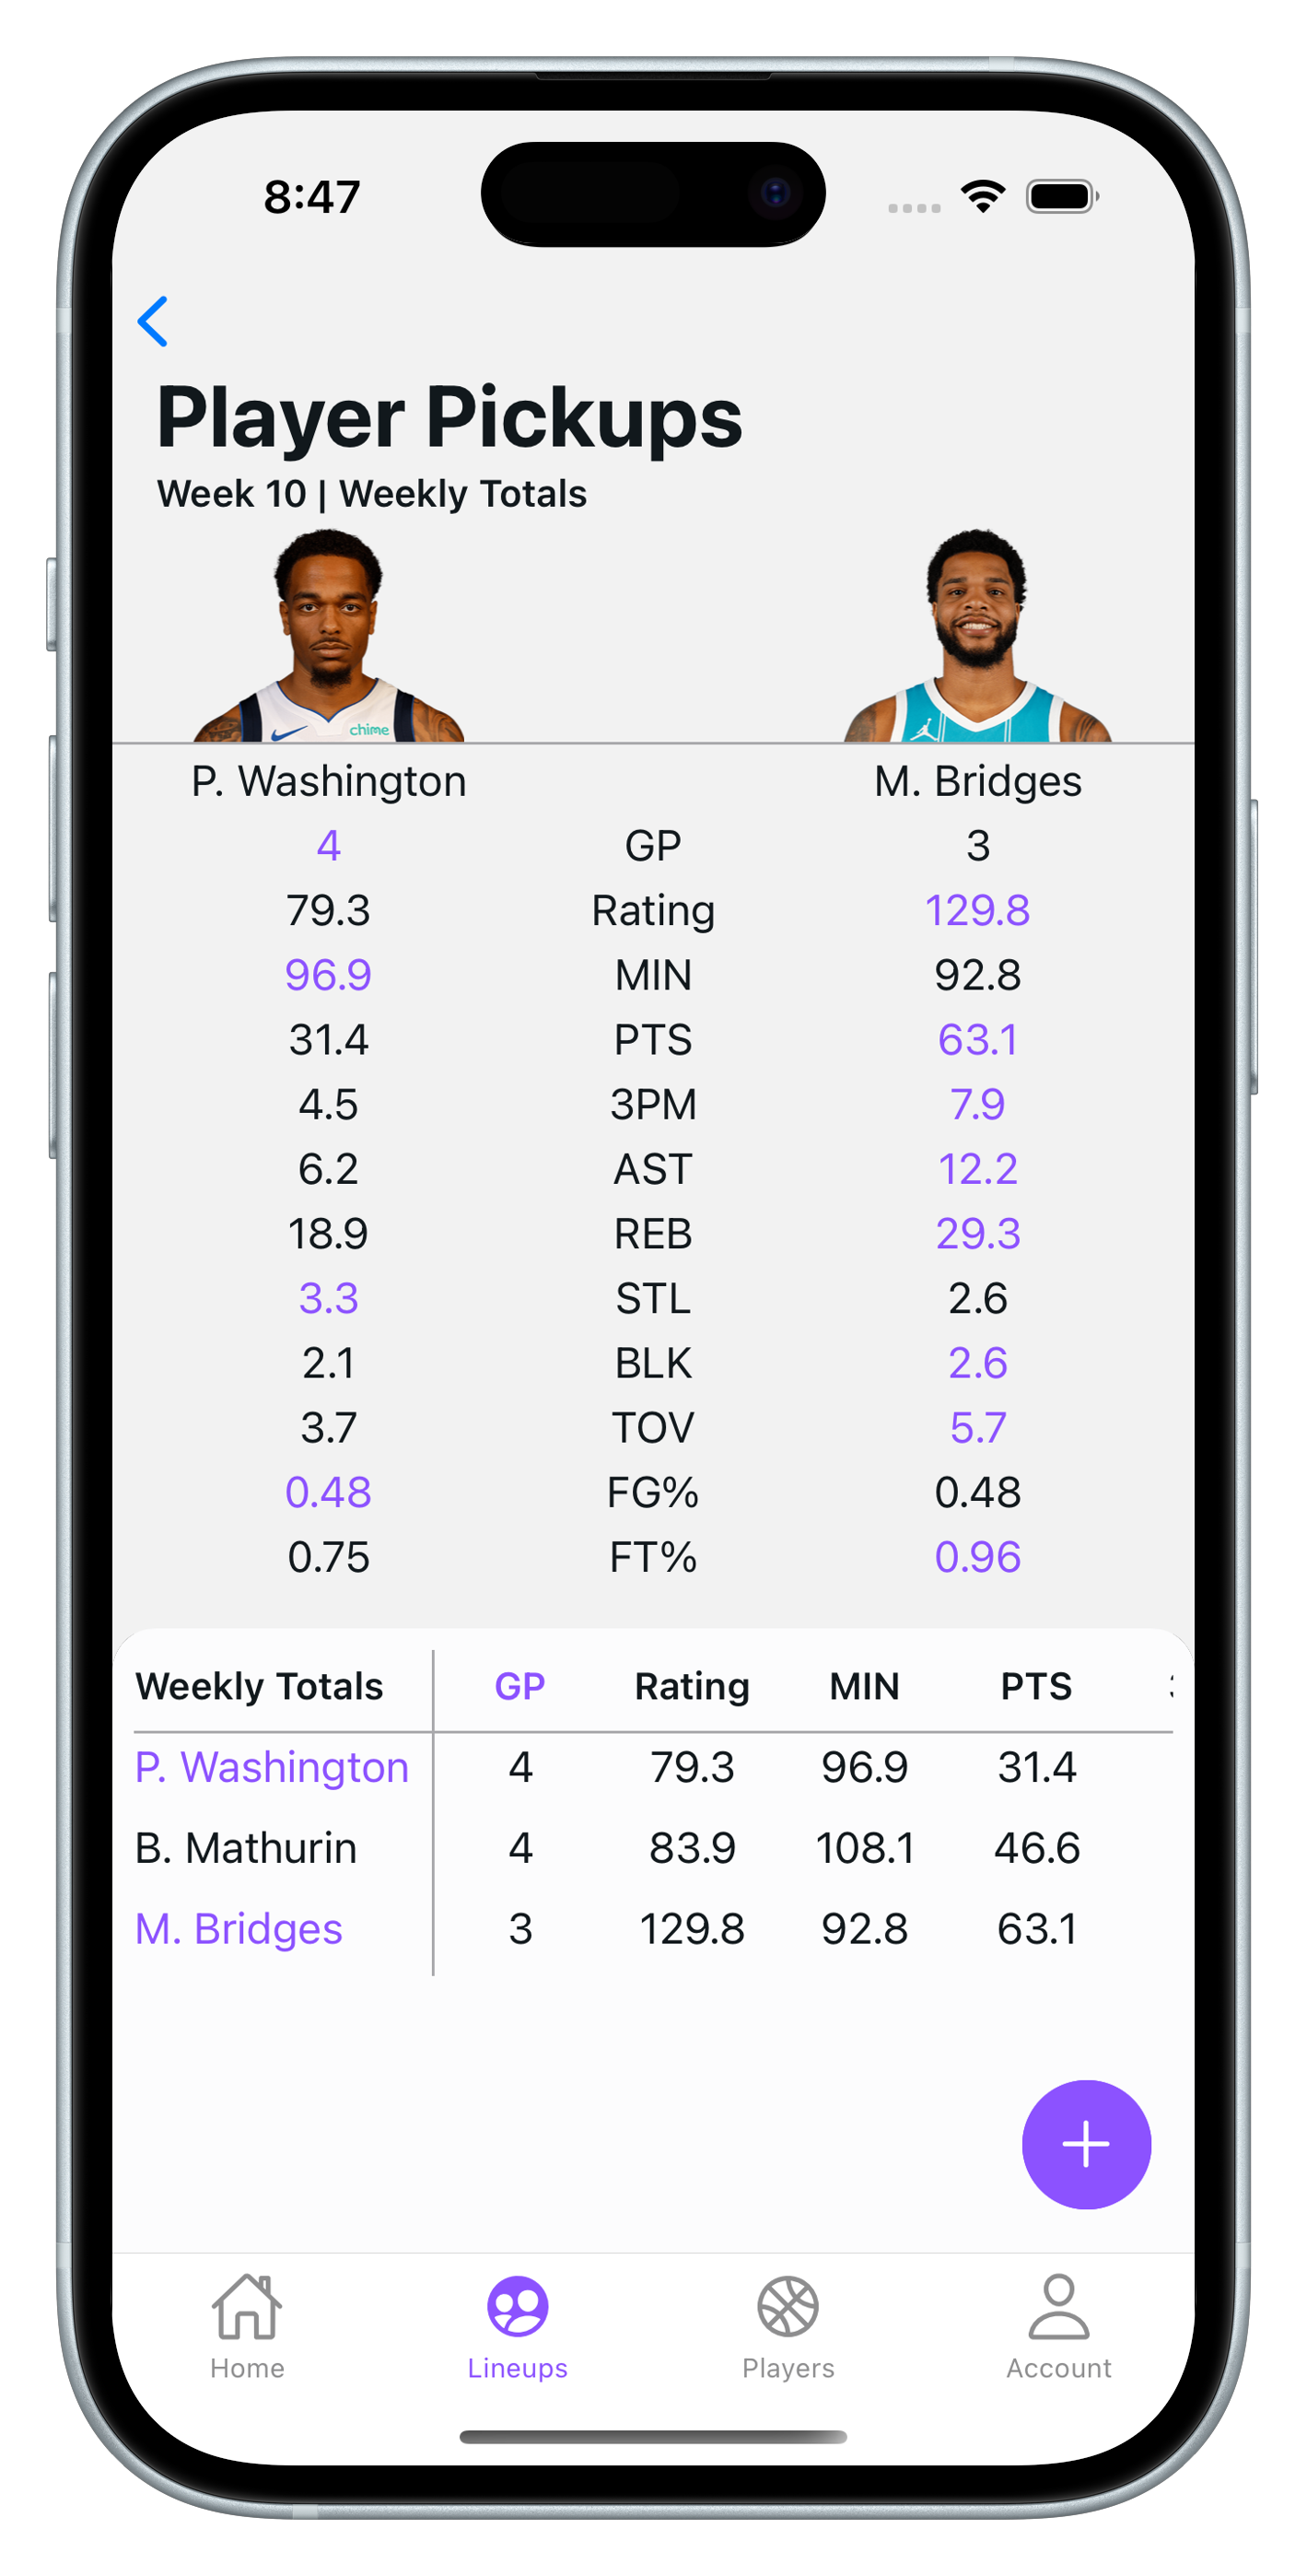 8:47
Player Pickups
Week 10 | Weekly Totals
chime
P. Washington M. Bridges
4 GP 3
79.3 Rating 129.8
96.9 MIN 92.8
31.4 PTS 63.1
4.5 3PM 7.9
6.2 AST 12.2
18.9 REB 29.3
3.3 STL 2.6
2.1 BLK 2.6
3.7 TOV 5.7
0.48 FG% 0.48
0.75 FT% 0.96
Weekly Totals GP Rating MIN PTS
P. Washington 4 79.3 96.9 31.4
B. Mathurin 4 83.9 108.1 46.6
M. Bridges 3 129.8 92.8 63.1
Home Lineups Players Account